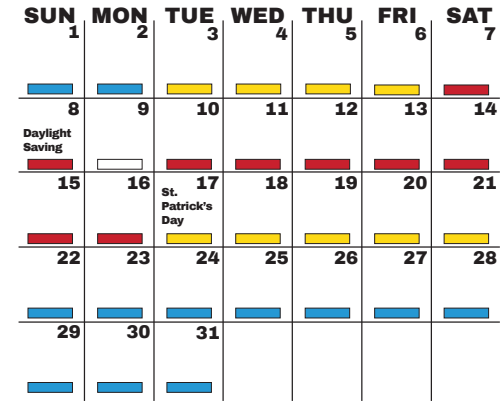 SUN MON TUE WED THU FRI SAT
1 2 3 4 5 6 7
8 9 10 11 12 13 14
Daylight
Saving
15 16 17 18 19 20 21
St.
Patrick's
Day
22 23 24 25 26 27 28
29 30 31